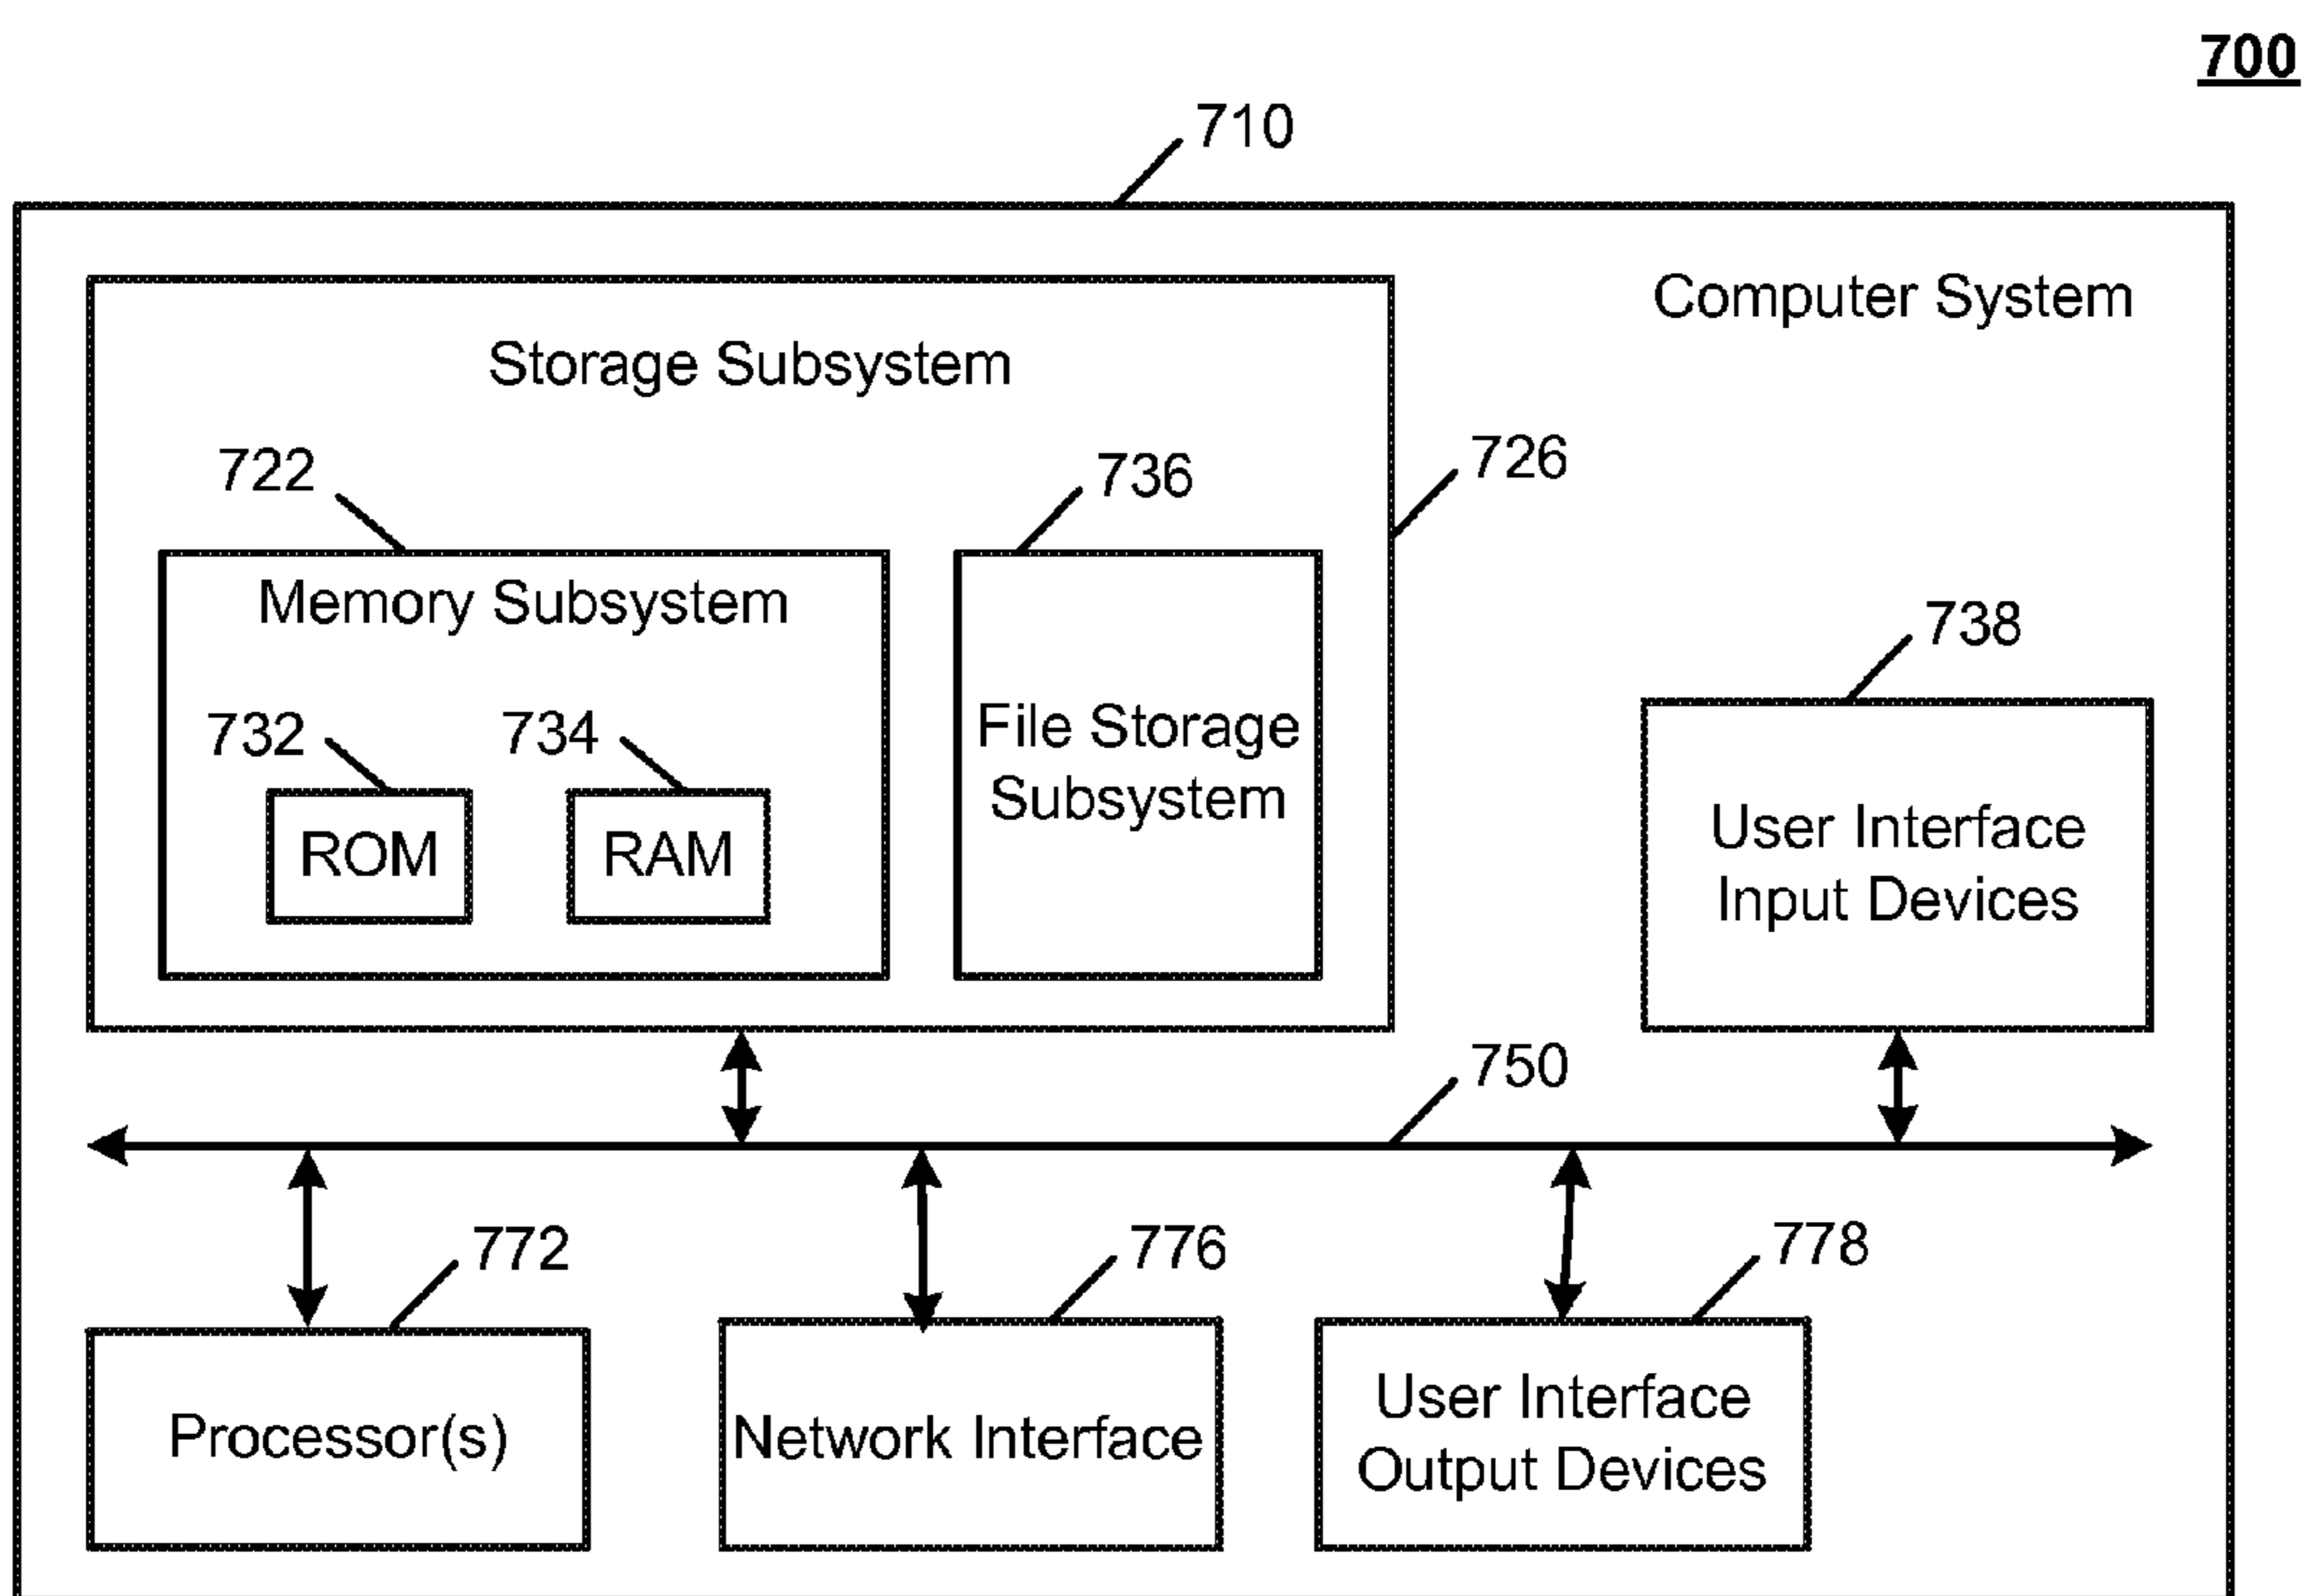 700
710
Computer System
Storage Subsystem
722
736
726
Memory Subsystem
738
732
734
File Storage
Subsystem
ROM
RAM
User Interface
Input Devices
750
772
776
778
Processor(s)
Network Interface
User Interface
Output Devices